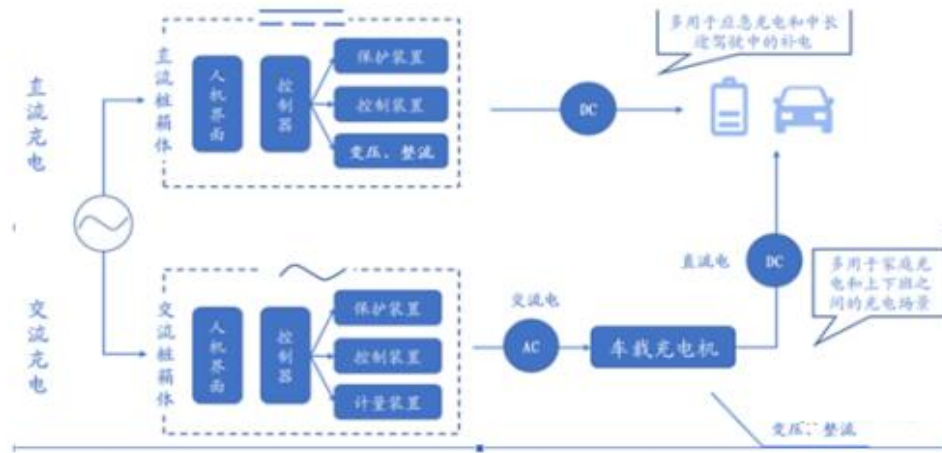 多用于应急充电和中长
途驾驶中的补电
直流充电
直流桩箱体
人机界面
控制器
保护装置
控制装置
变压、整流
DC
交流充电
交流桩箱体
人机界面
控制器
保护装置
控制装置
计量装置
交流电
AC
车载充电机
直流电
DC
多用于家庭充
电和上下班之
间的充电场景
变压、整流